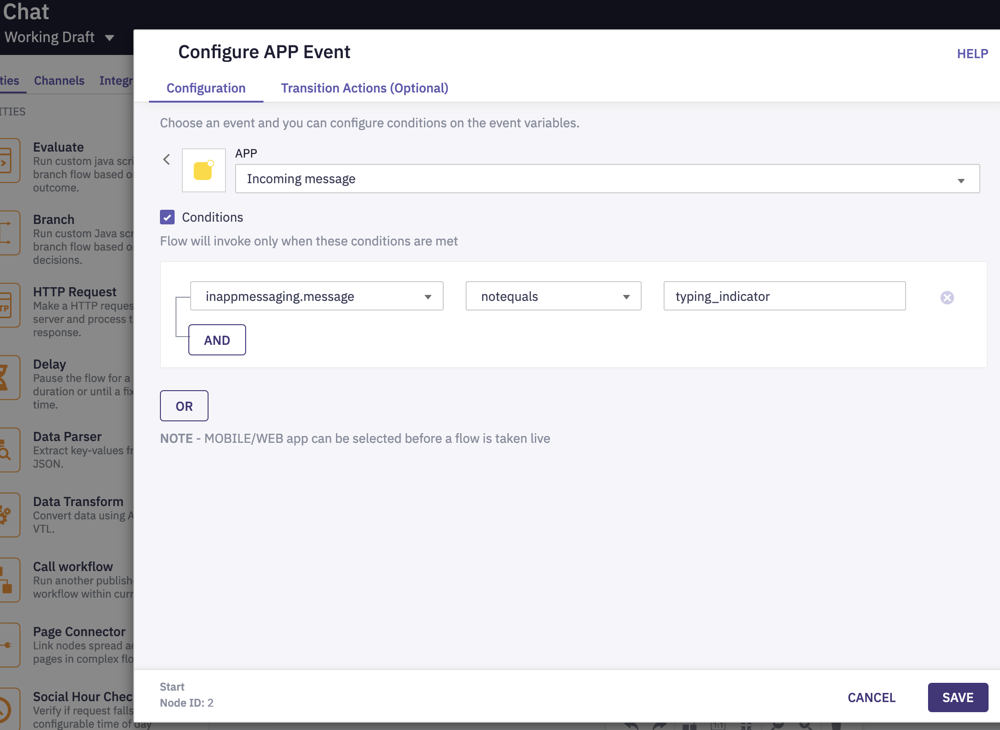 Chat
Working Draft
Configure APP Event
HELP
ties
Channels
Integr
Configuration
Transition Actions (Optional)
ITIES
Choose an event and you can configure conditions on the event variables.
APP
Incoming message
Conditions
Flow will invoke only when these conditions are met
inappmessaging.message
notequals
typing_indicator
AND
OR
NOTE - MOBILE/WEB app can be selected before a flow is taken live
Evaluate
Run custom java scri
branch flow based o
outcome.
Branch
Run custom Java scr
branch flow based o
decisions.
TP
HTTP Request
Make a HTTP reques
server and process t
response.
Delay
Pause the flow for a
duration or until a fix
time.
Data Parser
Extract key-values fr
JSON.
Data Transform
Convert data using A
VTL.
Call workflow
Run another publish
workflow within curr
Page Connector
Link nodes spread ac
pages in complex flo
Social Hour Chec
Verify if request falls
configurable time of day
Start
Node ID: 2
CANCEL
SAVE
1:1